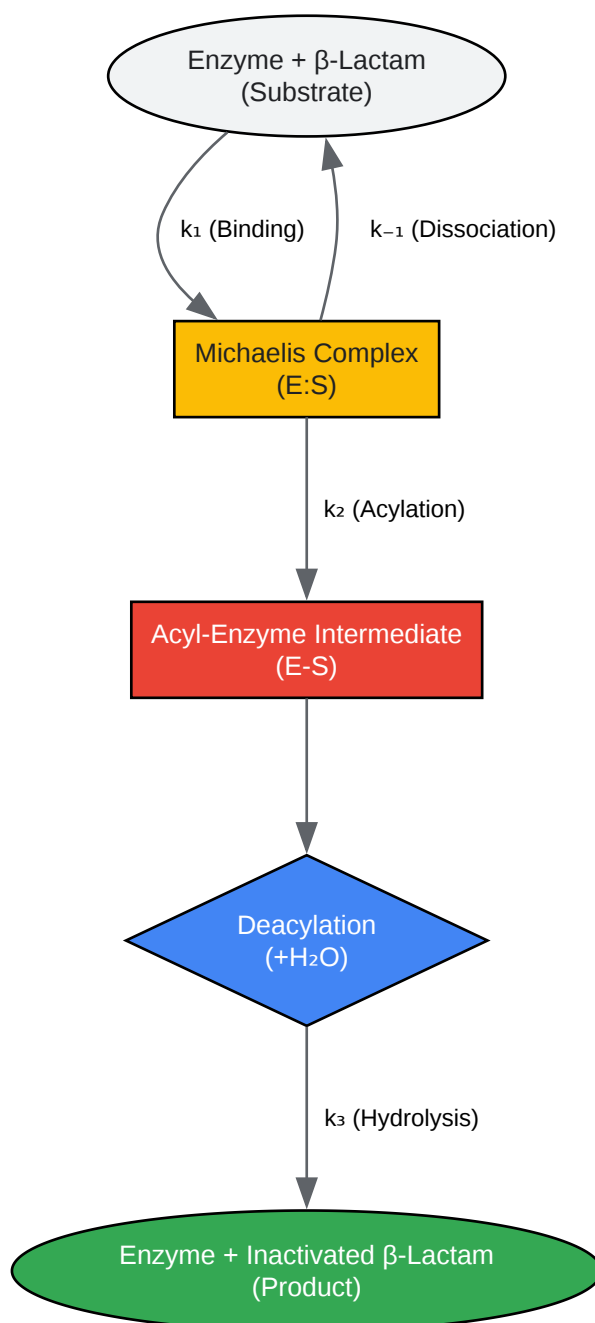 Enzyme + β-Lactam
(Substrate)
k₁ (Binding)
k₋₁ (Dissociation)
Michaelis Complex
(E:S)
k₂ (Acylation)
Acyl-Enzyme Intermediate
(E-S)
Deacylation
(+H₂O)
k₃ (Hydrolysis)
Enzyme + Inactivated β-Lactam
(Product)